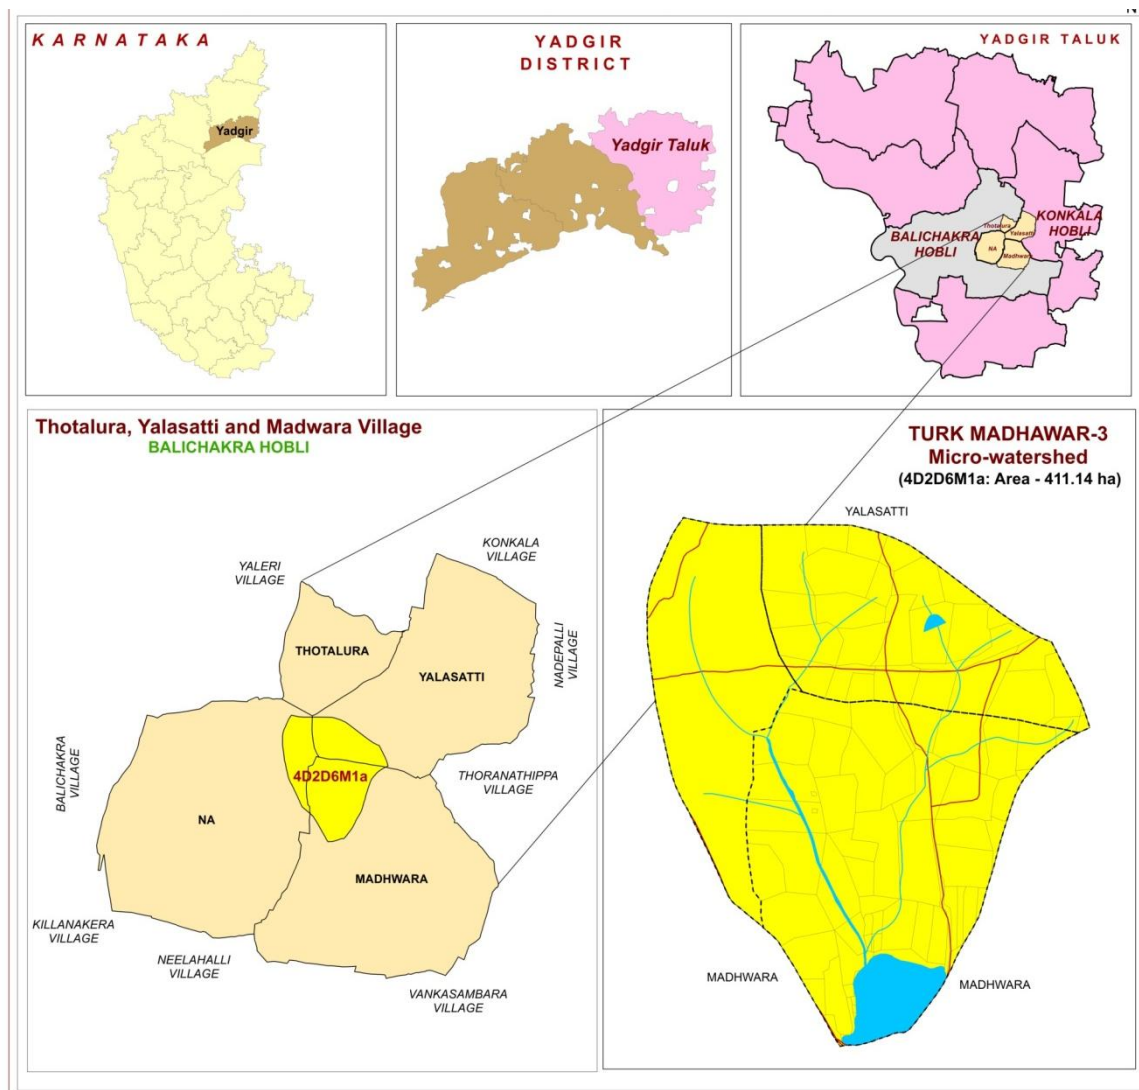 N
KARNATAKA
Yadgir
YADGIR
DISTRICT
Yadgir Taluk
YADGIR TALUK
KONKALA
HOBLI
BALICHAKRA
HOBLI
Thotalura
Yalasatti
NA
Madhwara
Thotalura, Yalasatti and Madwara Village
BALICHAKRA HOBLI
KONKALA
VILLAGE
YALERI
VILLAGE
THOTALURA
YALASATTI
NADEPALLI
VILLAGE
BALICHAKRA
VILLAGE
4D2D6M1a
THORANATHIPPA
VILLAGE
NA
MADHWARA
KILLANAKERA
VILLAGE
NEELAHALLI
VILLAGE
VANKASAMBARA
VILLAGE
TURK MADHAWAR-3
Micro-watershed
(4D2D6M1a: Area - 411.14 ha)
YALASATTI
MADHWARA
MADHWARA